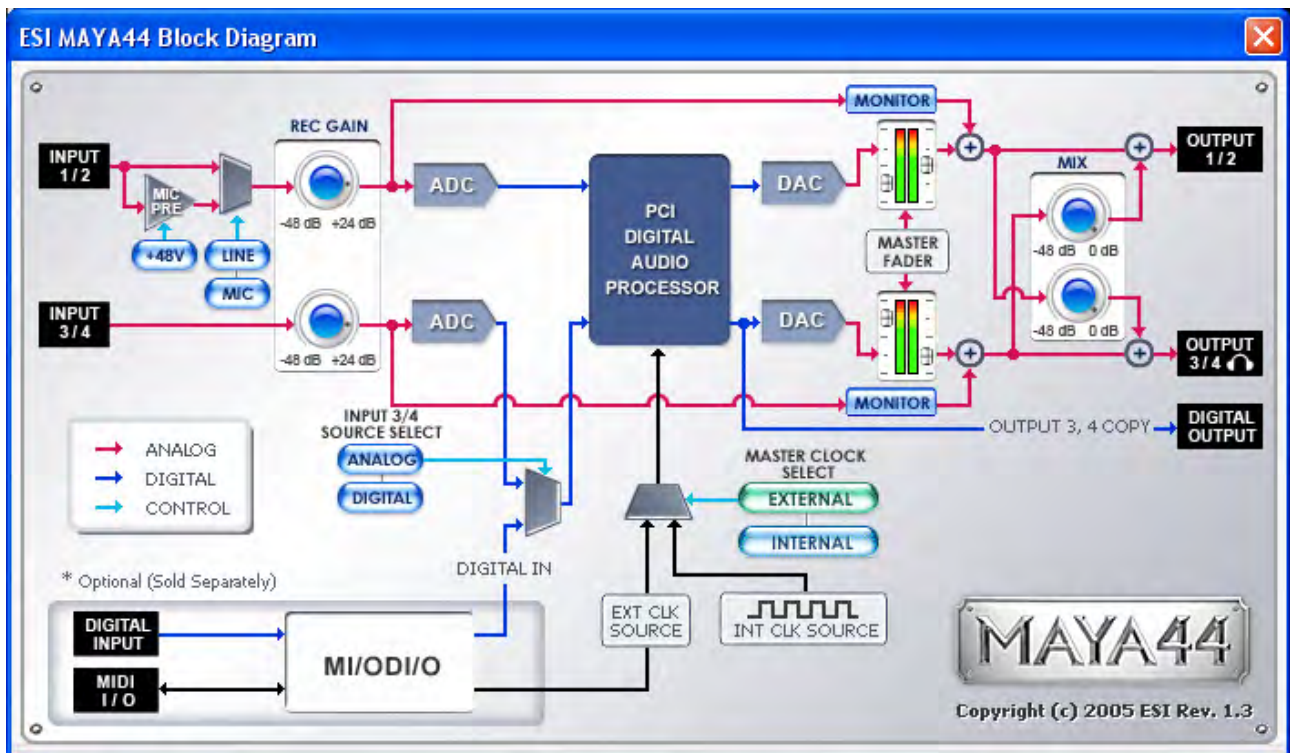 ESI MAYA44 Block Diagram
MONITOR
REC GAIN
INPUT
1/2
MIC
PRE
-48 dB +24 dB
+48V
LINE
MIC
ADC
PCI
DIGITAL
AUDIO
PROCESSOR
DAC
MASTER
FADER
MIX
-48 dB 0 dB
-48 dB 0 dB
OUTPUT
1/2
INPUT
3/4
-48 dB +24 dB
ADC
DAC
OUTPUT
3/4
MONITOR
OUTPUT 3, 4 COPY
DIGITAL
OUTPUT
ANALOG
DIGITAL
CONTROL
INPUT 3/4
SOURCE SELECT
ANALOG
DIGITAL
MASTER CLOCK
SELECT
EXTERNAL
INTERNAL
DIGITAL IN
* Optional (Sold Separately)
DIGITAL
INPUT
MIDI
I/O
MI/ODI/O
EXT CLK
SOURCE
INT CLK SOURCE
MAYA44
Copyright (c) 2005 ESI Rev. 1.3